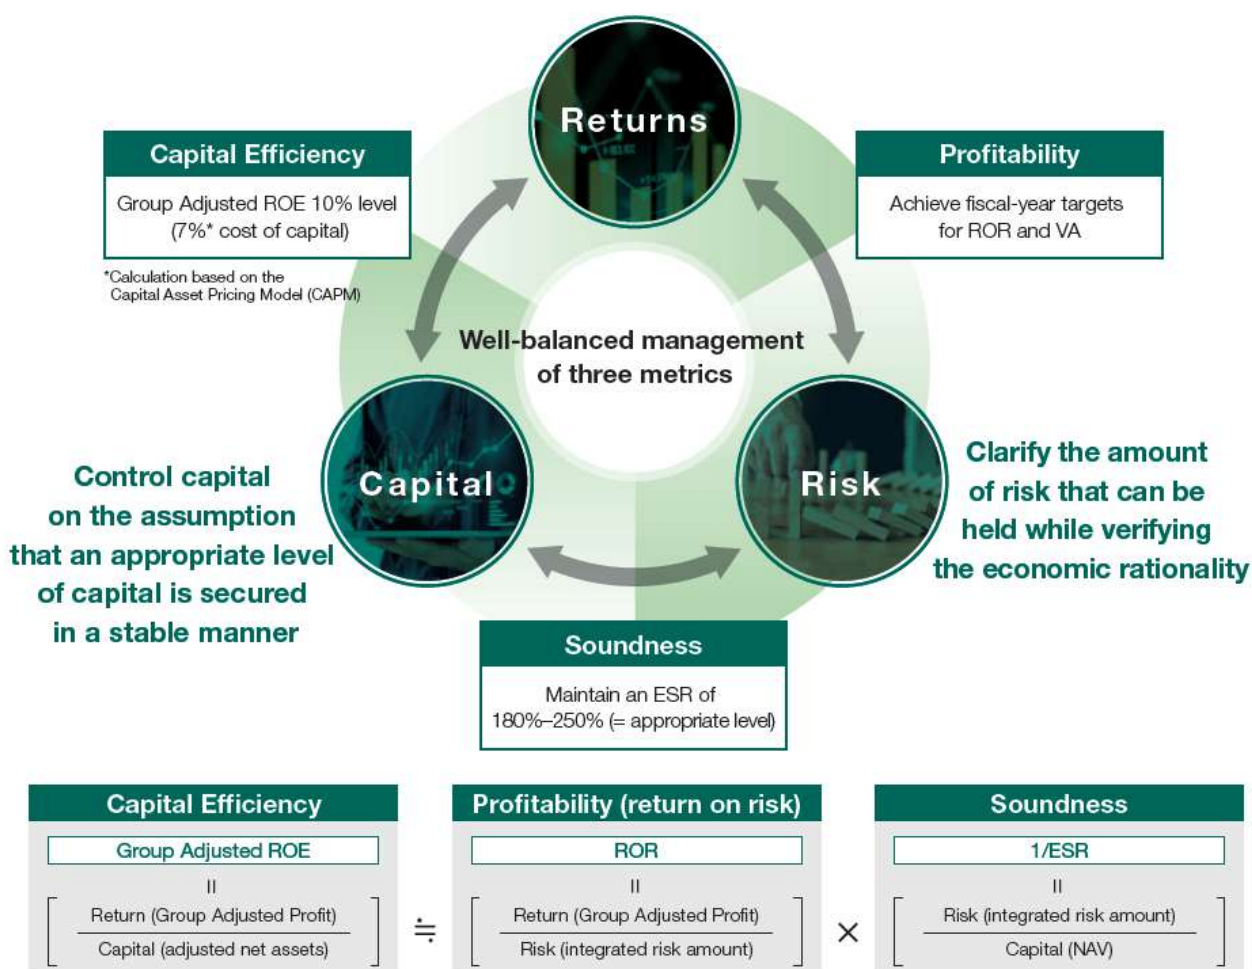 Returns
Capital Efficiency
Group Adjusted ROE 10% level
(7%* cost of capital)
*Calculation based on the
Capital Asset Pricing Model (CAPM)
Profitability
Achieve fiscal-year targets
for ROR and VA
Well-balanced management
of three metrics
Capital
Risk
Control capital
on the assumption
that an appropriate level
of capital is secured
in a stable manner
Clarify the amount
of risk that can be
held while verifying
the economic rationality
Soundness
Maintain an ESR of
180%–250% (= appropriate level)
Capital Efficiency
Group Adjusted ROE
=
Return (Group Adjusted Profit)
Capital (adjusted net assets)
≒
Profitability (return on risk)
ROR
=
Return (Group Adjusted Profit)
Risk (integrated risk amount)
×
Soundness
1/ESR
=
Risk (integrated risk amount)
Capital (NAV)